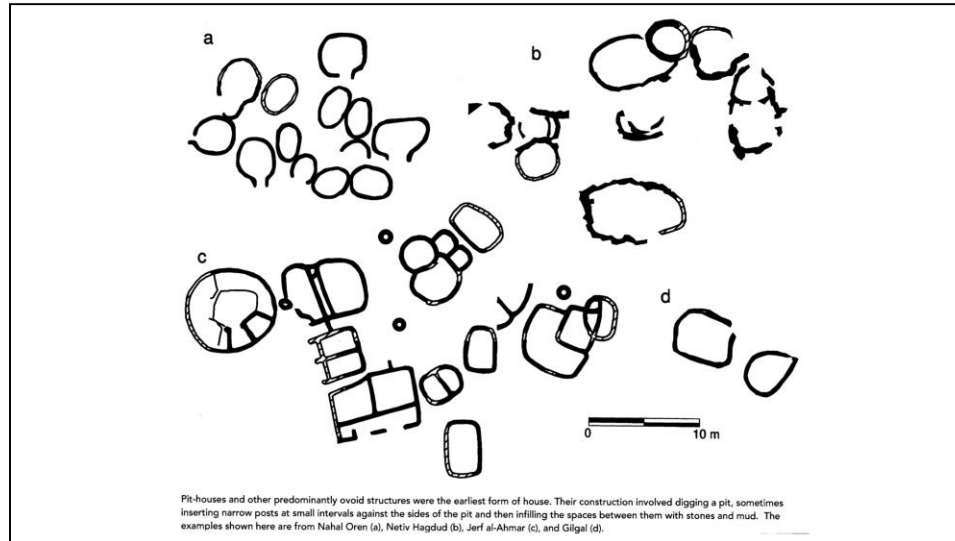 a
b
c
d
0 10 m
Pit-houses and other predominantly ovoid structures were the earliest form of house. Their construction involved digging a pit, sometimes
inserting narrow posts at small intervals against the sides of the pit and then infilling the spaces between them with stones and mud. The
examples shown here are from Nahal Oren (a), Netiv Hagdud (b), Jerf al-Ahmar (c), and Gilgal (d).